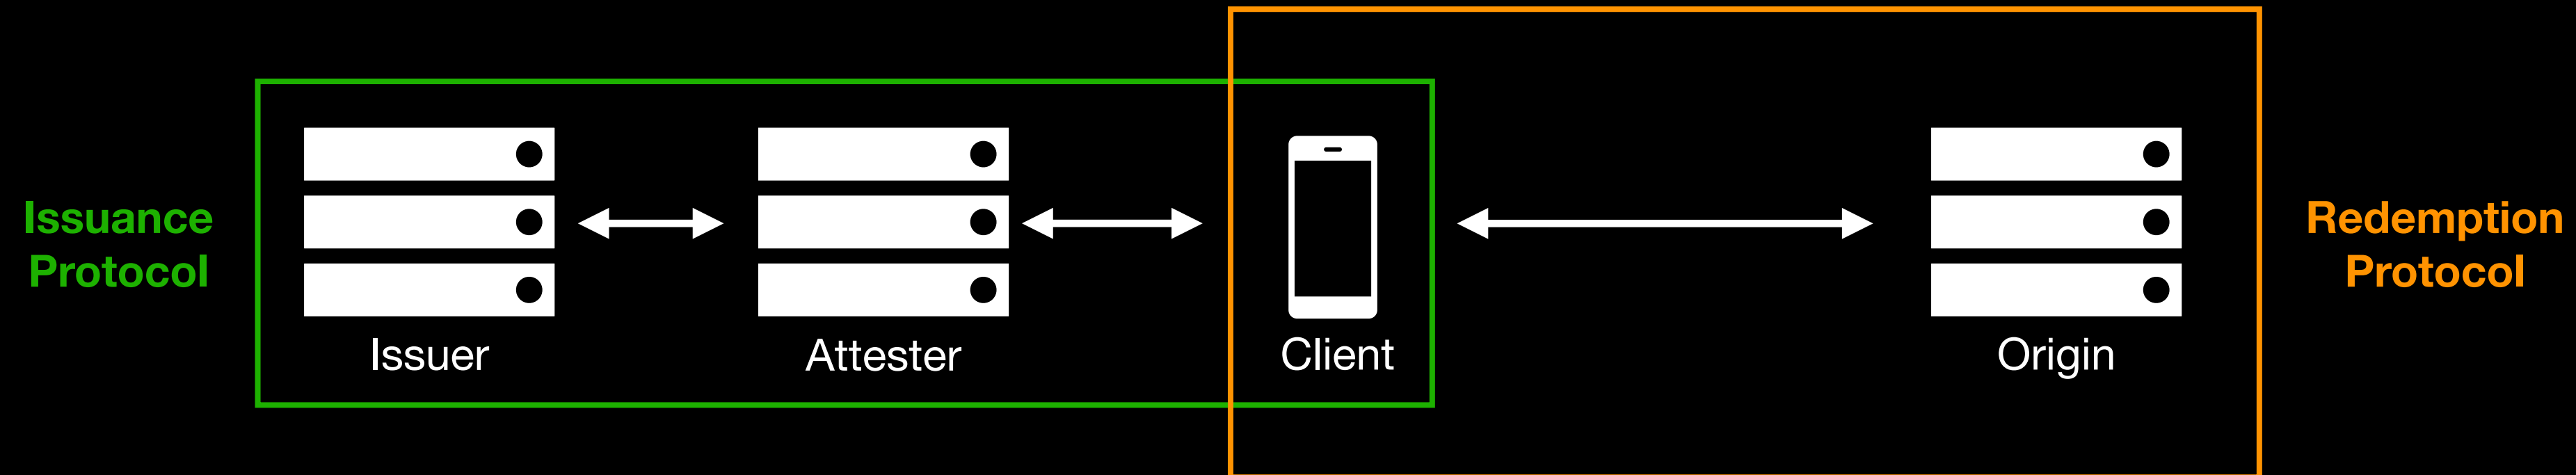 Issuance
Protocol
Issuer
Attester
Client
Origin
Redemption
Protocol